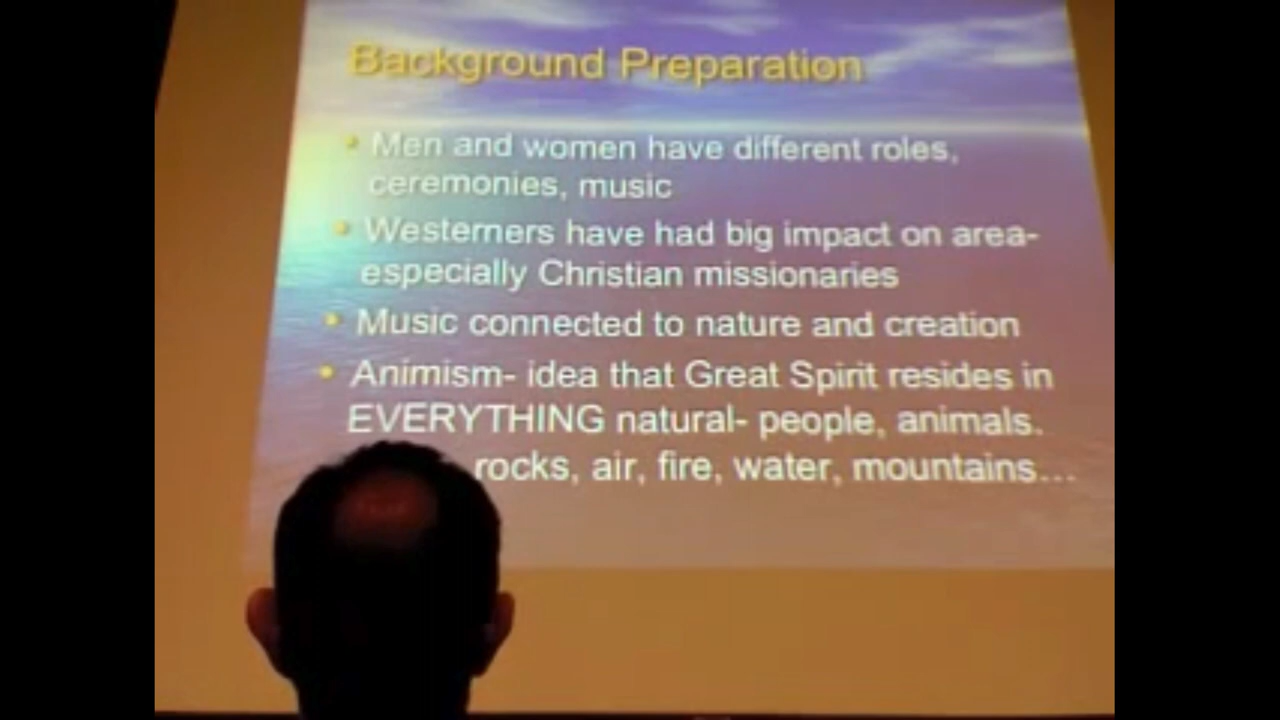 Background Preparation
• Men and women have different roles,
ceremonies, music
• Westerners have had big impact on area-
especially Christian missionaries
• Music connected to nature and creation
• Animism- idea that Great Spirit resides in
EVERYTHING natural- people, animals.
rocks, air, fire, water, mountains...